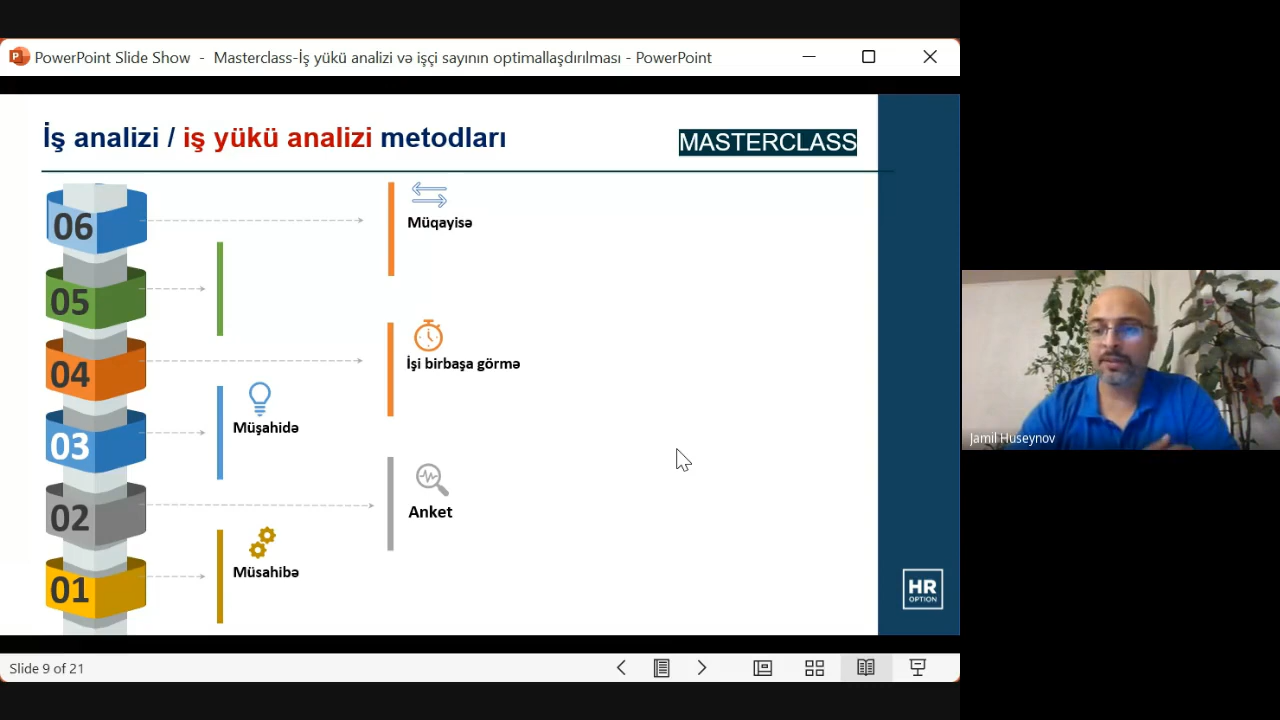 PowerPoint Slide Show - Masterclass-İş yükü analizi və işçi sayının optimallaşdırılması - PowerPoint
İş analizi / iş yükü analizi metodları
MASTERCLASS
06
Müqayisə
05
04
İşi birbaşa görmə
03
Müşahidə
02
Anket
01
Müsahibə
HR
OPTION
Jamil Huseynov
Slide 9 of 21